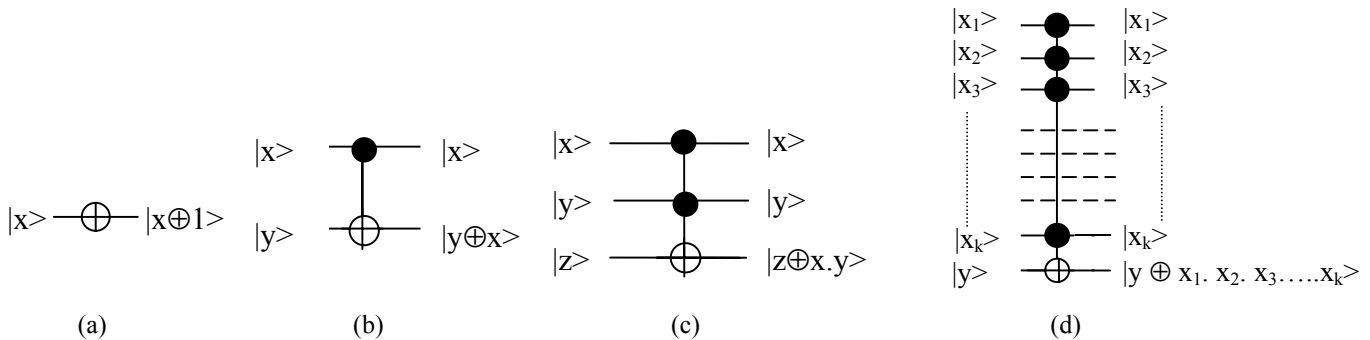 |x> |x⊕1>
(a)
|x> |x>
|y> |y⊕x>
(b)
|x> |x>
|y> |y>
|z> |z⊕x.y>
(c)
|x₁> |x₁>
|x₂> |x₂>
|x₃> |x₃>
|xₖ> |xₖ>
|y> |y ⊕ x₁. x₂. x₃…..xₖ>
(d)